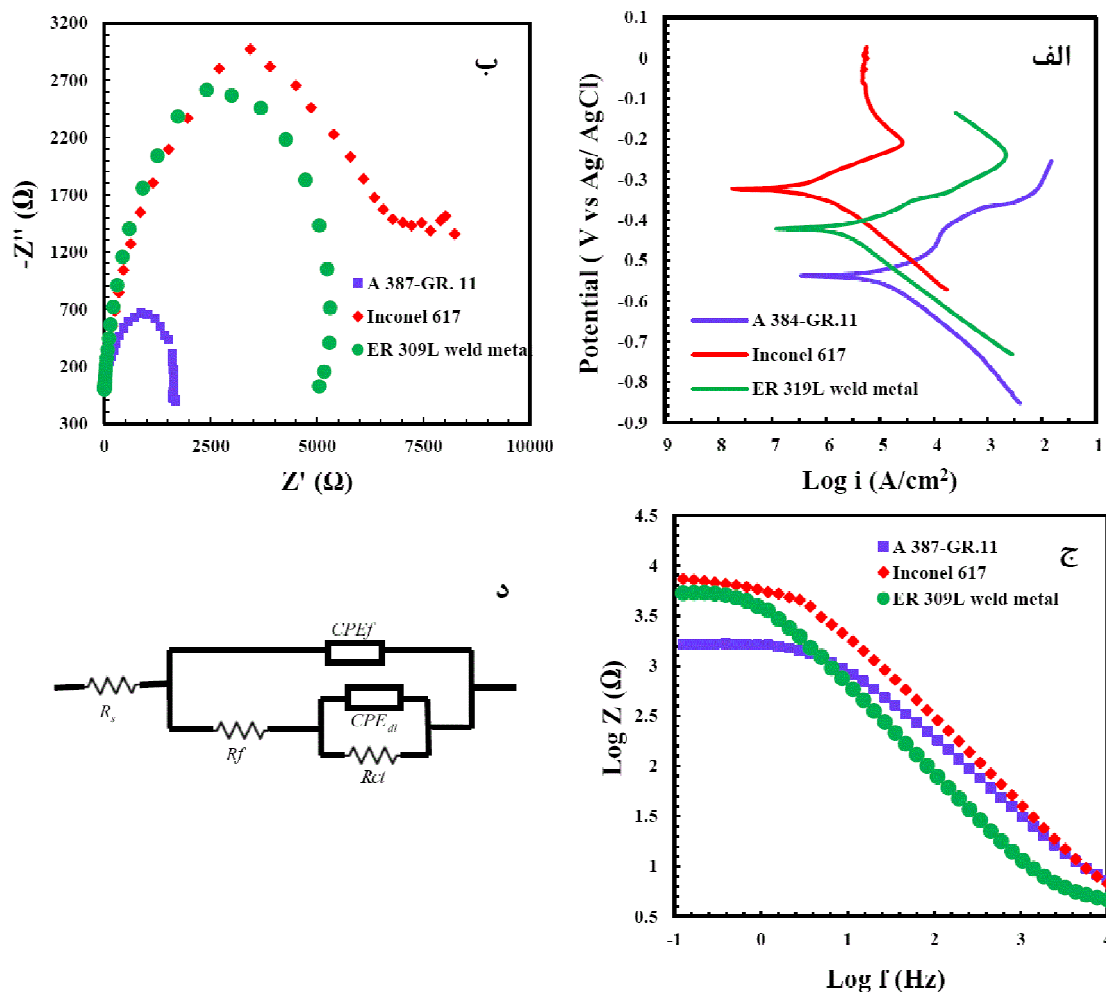 الف
0.1
0
-0.1
-0.2
-0.3
-0.4
-0.5
-0.6
-0.7
-0.8
-0.9
Potential ( V vs Ag/ AgCl)
A 384-GR.11
Inconel 617
ER 319L weld metal
9 8 7 6 5 4 3 2 1
Log i (A/cm²)
ب
3200
2700
2200
1700
1200
700
200
300
-Z'' (Ω)
A 387-GR. 11
Inconel 617
ER 309L weld metal
0 2500 5000 7500 10000
Z' (Ω)
ج
4.5
4
3.5
3
2.5
2
1.5
1
0.5
Log Z (Ω)
A 387-GR.11
Inconel 617
ER 309L weld metal
-1 0 1 2 3 4
Log f (Hz)
د
CPEf
Rs
Rf
CPEdl
Rct